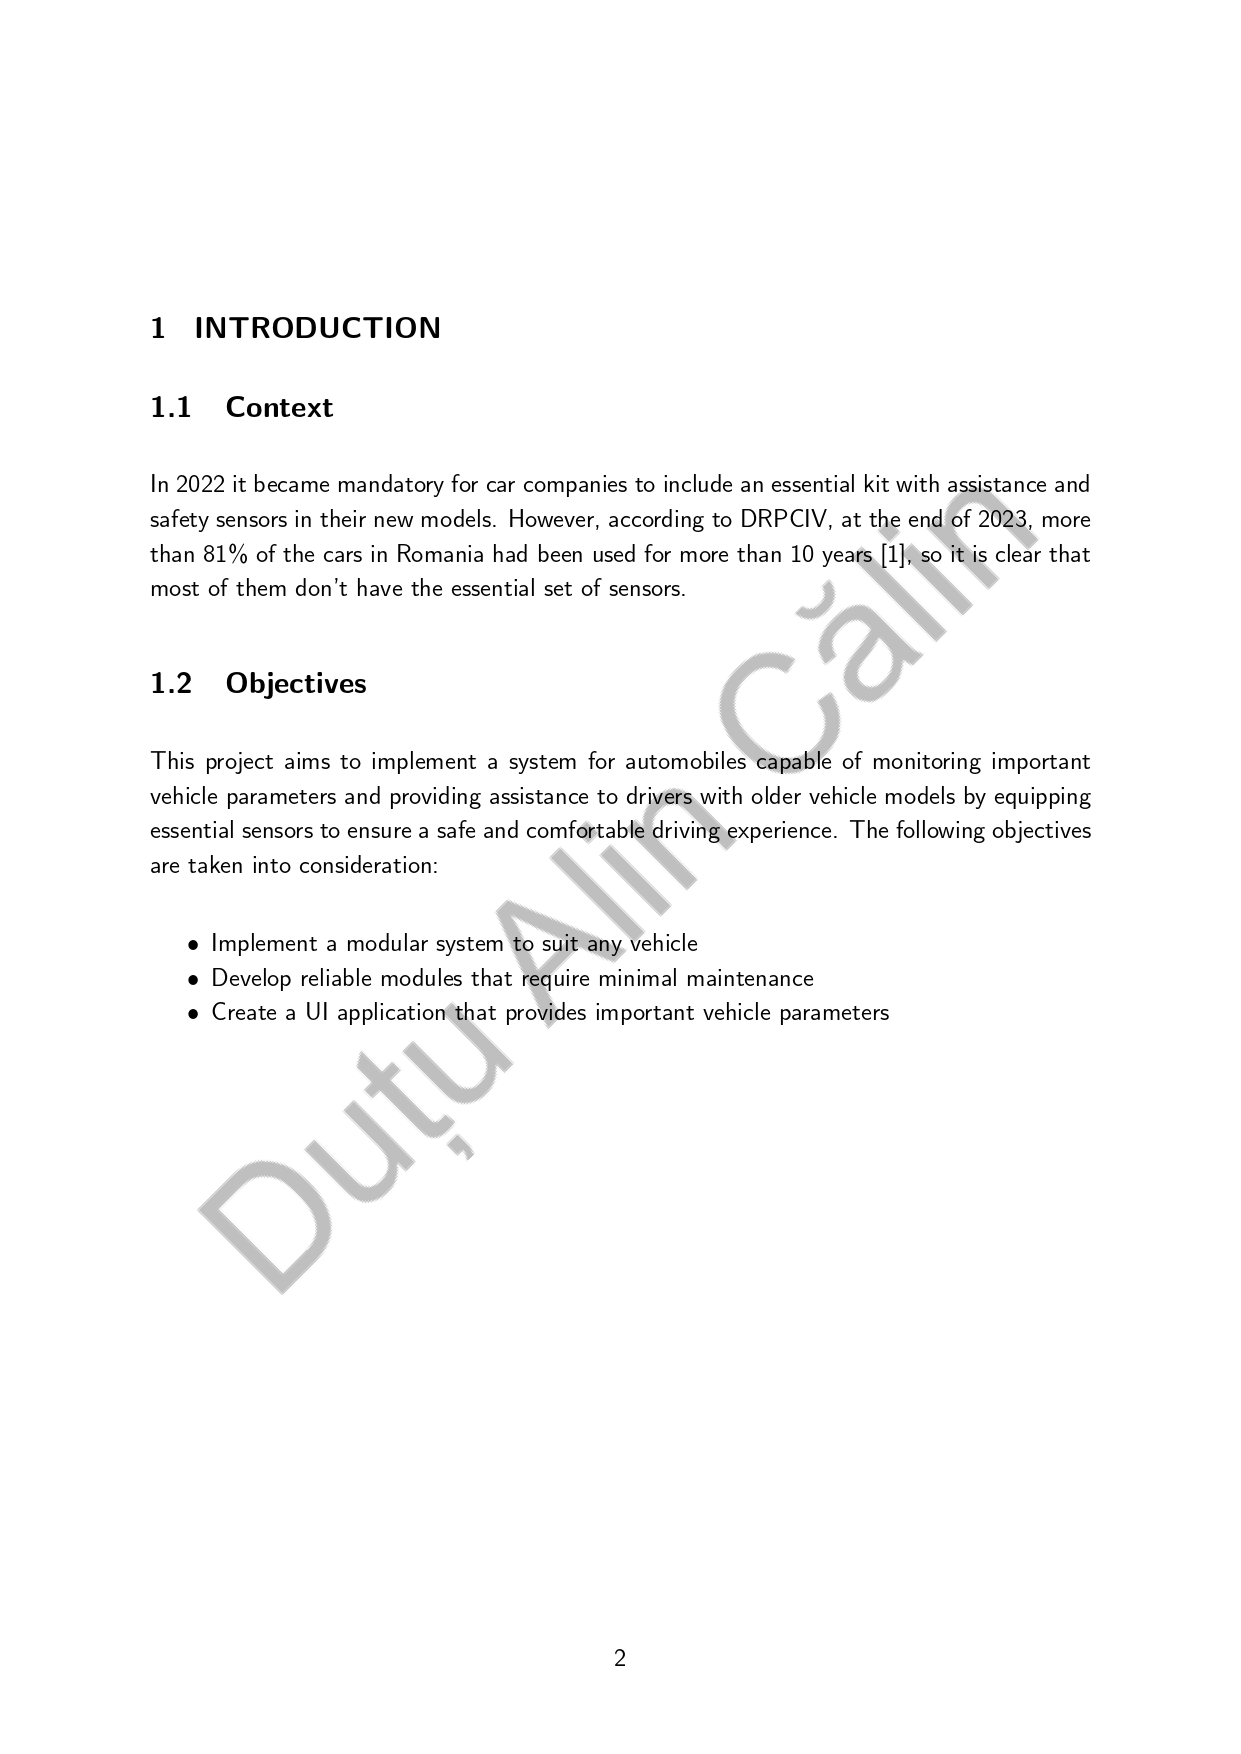 1 INTRODUCTION
1.1 Context
In 2022 it became mandatory for car companies to include an essential kit with assistance and
safety sensors in their new models. However, according to DRPCIV, at the end of 2023, more
than 81% of the cars in Romania had been used for more than 10 years [1], so it is clear that
most of them don't have the essential set of sensors.
1.2 Objectives
This project aims to implement a system for automobiles capable of monitoring important
vehicle parameters and providing assistance to drivers with older vehicle models by equipping
essential sensors to ensure a safe and comfortable driving experience. The following objectives
are taken into consideration:
• Implement a modular system to suit any vehicle
• Develop reliable modules that require minimal maintenance
• Create a UI application that provides important vehicle parameters
Duțu Alin Călin
2